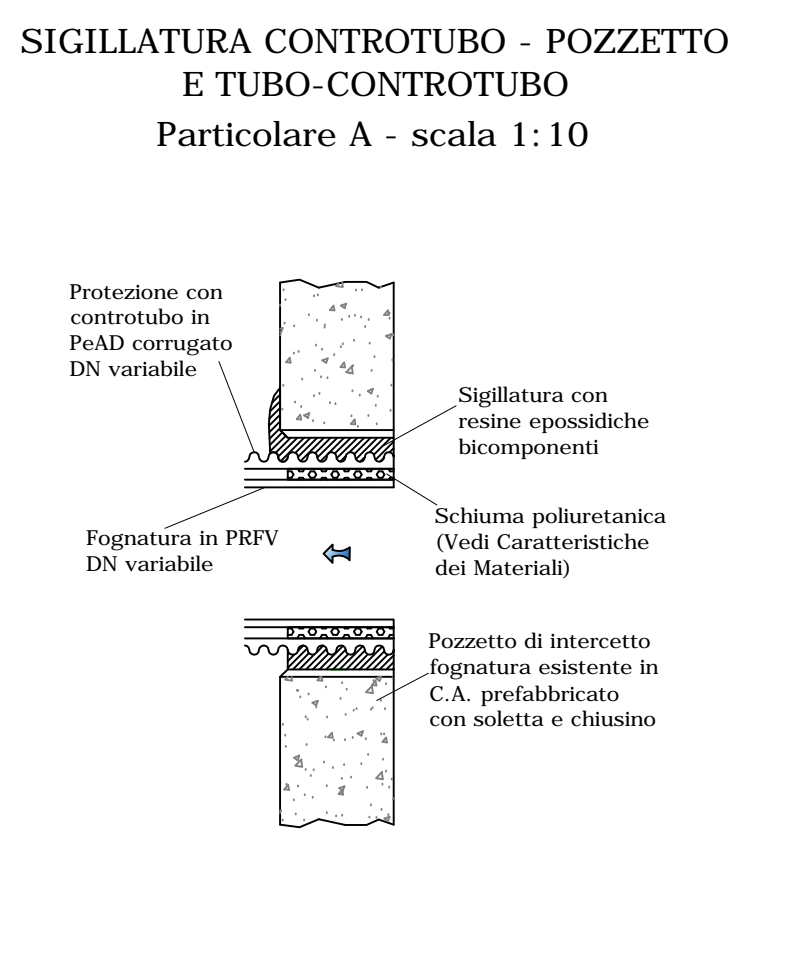 SIGILLATURA CONTROTUBO - POZZETTO
E TUBO-CONTROTUBO
Particolare A - scala 1:10
Protezione con
controtubo in
PeAD corrugato
DN variabile
Sigillatura con
resine epossidiche
bicomponenti
Fognatura in PRFV
DN variabile
Schiuma poliuretanica
(Vedi Caratteristiche
dei Materiali)
Pozzetto di intercetto
fognatura esistente in
C.A. prefabbricato
con soletta e chiusino